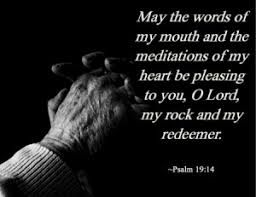 May the words of
my mouth and the
meditations of my
heart be pleasing
to you, O Lord,
my rock and my
redeemer.
~Psalm 19:14